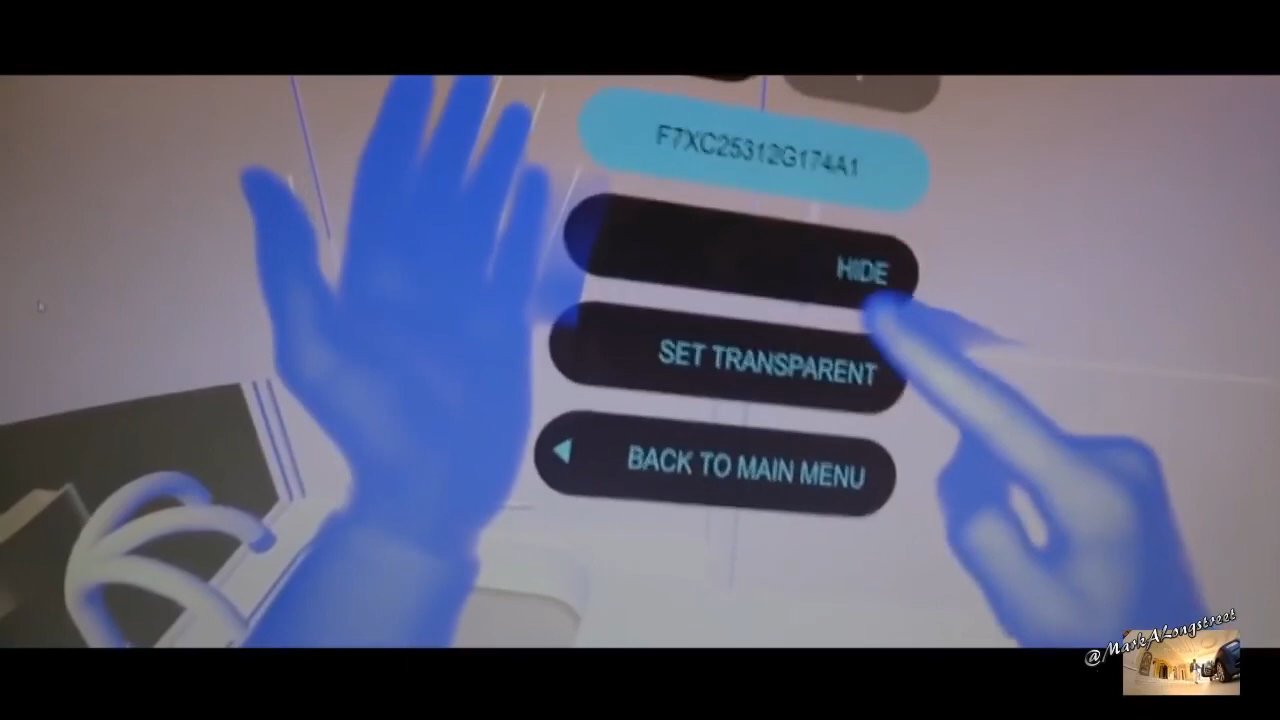 F7XC25312G174A1
HIDE
SET TRANSPARENT
BACK TO MAIN MENU
@MarkALongstreet